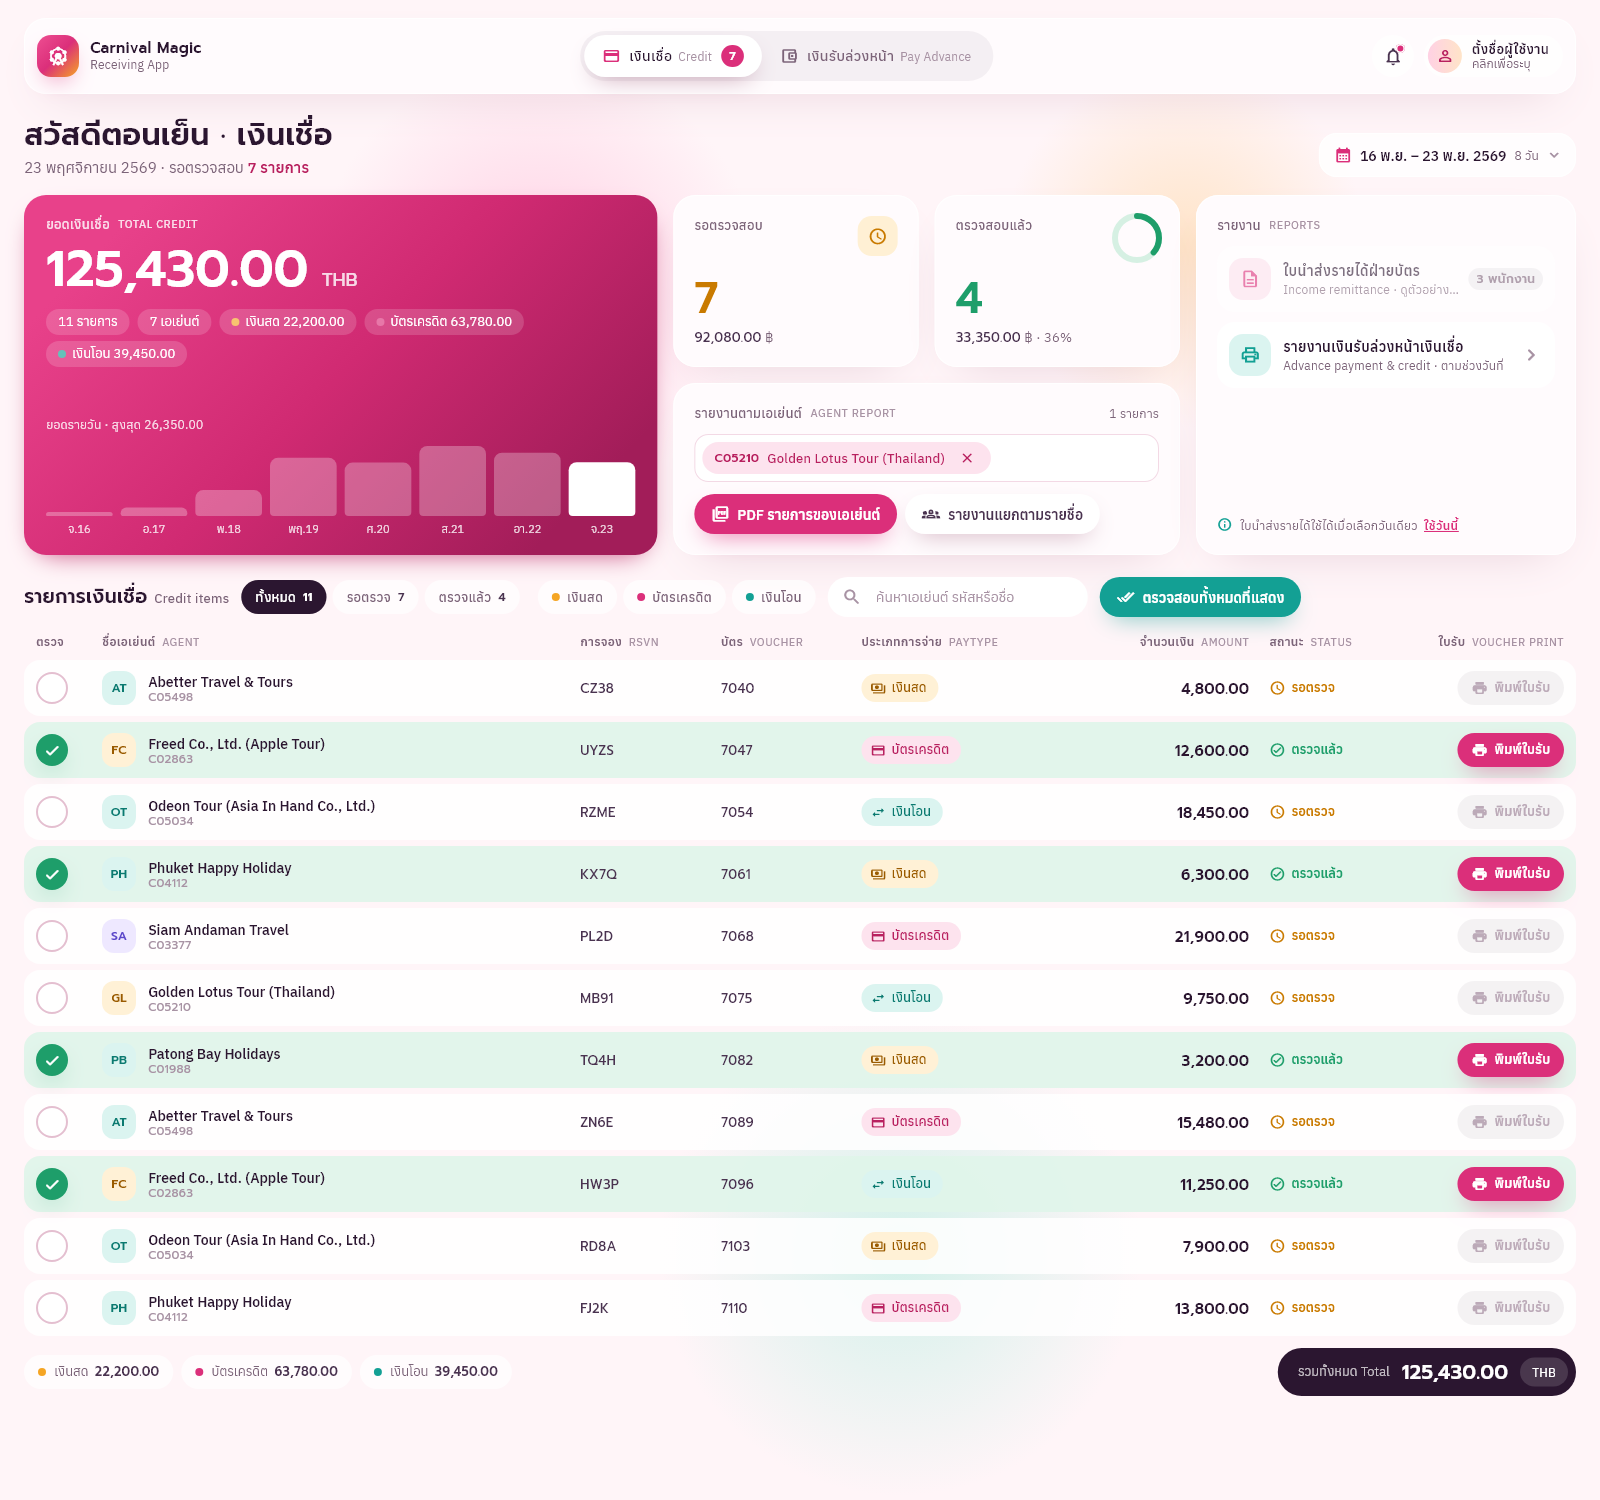 Carnival Magic
Receiving App
เงินเชื่อ Credit 7
เงินรับล่วงหน้า Pay Advance
ตั้งชื่อผู้ใช้งาน
คลิกเพื่อระบุ
สวัสดีตอนเย็น · เงินเชื่อ
23 พฤศจิกายน 2569 · รอตรวจสอบ 7 รายการ
16 พ.ย. – 23 พ.ย. 2569 8 วัน
ยอดเงินเชื่อ TOTAL CREDIT
125,430.00 THB
11 รายการ
7 เอเย่นต์
เงินสด 22,200.00
บัตรเครดิต 63,780.00
เงินโอน 39,450.00
ยอดรายวัน · สูงสุด 26,350.00
จ.16 อ.17 พ.18 พฤ.19 ศ.20 ส.21 อา.22 จ.23
รอตรวจสอบ
7
92,080.00 ฿
ตรวจสอบแล้ว
4
33,350.00 ฿ · 36%
รายงานตามเอเย่นต์ AGENT REPORT 1 รายการ
C05210 Golden Lotus Tour (Thailand)
PDF รายการของเอเย่นต์
รายงานแยกตามรายชื่อ
รายงาน REPORTS
ใบนำส่งรายได้ฝ่ายบัตร
Income remittance · ดูตัวอย่าง...
3 พนักงาน
รายงานเงินรับล่วงหน้าเงินเชื่อ
Advance payment & credit · ตามช่วงวันที่
ใบนำส่งรายได้ใช้ได้เมื่อเลือกวันเดียว ใช้วันนี้
รายการเงินเชื่อ Credit items
ทั้งหมด 11
รอตรวจ 7
ตรวจแล้ว 4
เงินสด
บัตรเครดิต
เงินโอน
ค้นหาเอเย่นต์ รหัสหรือชื่อ
ตรวจสอบทั้งหมดที่แสดง
ตรวจ ชื่อเอเย่นต์ AGENT การจอง RSVN บัตร VOUCHER ประเภทการจ่าย PAYTYPE จำนวนเงิน AMOUNT สถานะ STATUS ใบรับ VOUCHER PRINT
AT Abetter Travel & Tours CZ38 7040 เงินสด 4,800.00 รอตรวจ พิมพ์ใบรับ
C05498
FC Freed Co., Ltd. (Apple Tour) UYZS 7047 บัตรเครดิต 12,600.00 ตรวจแล้ว พิมพ์ใบรับ
C02863
OT Odeon Tour (Asia In Hand Co., Ltd.) RZME 7054 เงินโอน 18,450.00 รอตรวจ พิมพ์ใบรับ
C05034
PH Phuket Happy Holiday KX7Q 7061 เงินสด 6,300.00 ตรวจแล้ว พิมพ์ใบรับ
C04112
SA Siam Andaman Travel PL2D 7068 บัตรเครดิต 21,900.00 รอตรวจ พิมพ์ใบรับ
C03377
GL Golden Lotus Tour (Thailand) MB91 7075 เงินโอน 9,750.00 รอตรวจ พิมพ์ใบรับ
C05210
PB Patong Bay Holidays TQ4H 7082 เงินสด 3,200.00 ตรวจแล้ว พิมพ์ใบรับ
C01988
AT Abetter Travel & Tours ZN6E 7089 บัตรเครดิต 15,480.00 รอตรวจ พิมพ์ใบรับ
C05498
FC Freed Co., Ltd. (Apple Tour) HW3P 7096 เงินโอน 11,250.00 ตรวจแล้ว พิมพ์ใบรับ
C02863
OT Odeon Tour (Asia In Hand Co., Ltd.) RD8A 7103 เงินสด 7,900.00 รอตรวจ พิมพ์ใบรับ
C05034
PH Phuket Happy Holiday FJ2K 7110 บัตรเครดิต 13,800.00 รอตรวจ พิมพ์ใบรับ
C04112
เงินสด 22,200.00
บัตรเครดิต 63,780.00
เงินโอน 39,450.00
รวมทั้งหมด Total 125,430.00 THB